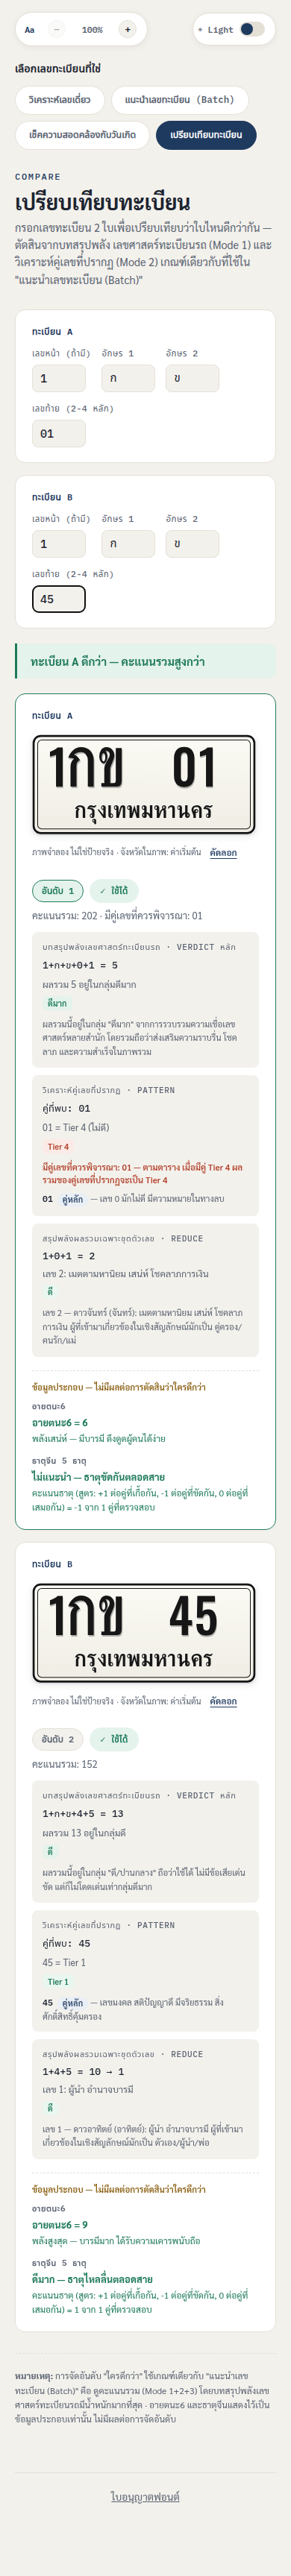 Aa − 100% + ☀ Light
เลือกเลขทะเบียนที่ใช่
วิเคราะห์เลขเดี่ยว แนะนำเลขทะเบียน (Batch)
เช็คความสอดคล้องกับวันเกิด เปรียบเทียบทะเบียน
COMPARE
เปรียบเทียบทะเบียน
กรอกเลขทะเบียน 2 ใบเพื่อเปรียบเทียบว่าใบไหนดีกว่ากัน —
ตัดสินจากบทสรุปพลัง เลขศาสตร์ทะเบียนรถ (Mode 1) และ
วิเคราะห์คู่เลขที่ปรากฏ (Mode 2) เกณฑ์เดียวกับที่ใช้ใน
"แนะนำเลขทะเบียน (Batch)"
ทะเบียน A
เลขหน้า (ถ้ามี) อักษร 1 อักษร 2
1 ก ข
เลขท้าย (2-4 หลัก)
01
ทะเบียน B
เลขหน้า (ถ้ามี) อักษร 1 อักษร 2
1 ก ข
เลขท้าย (2-4 หลัก)
45
ทะเบียน A ดีกว่า — คะแนนรวมสูงกว่า
ทะเบียน A
1กข 01
กรุงเทพมหานคร
ภาพจำลอง ไม่ใช่ป้ายจริง · จังหวัดในภาพ: ค่าเริ่มต้น คัดลอก
อันดับ 1 ✓ ใช้ได้
คะแนนรวม: 202 · มีคู่เลขที่ควรพิจารณา: 01
บทสรุปพลังเลขศาสตร์ทะเบียนรถ · VERDICT หลัก
1+ก+ข+0+1 = 5
ผลรวม 5 อยู่ในกลุ่มดีมาก
ดีมาก
ผลรวมนี้อยู่ในกลุ่ม "ดีมาก" จากการรวบรวมความเชื่อเลข
ศาสตร์หลายสำนัก โดยรวมถือว่าส่งเสริมความราบรื่น โชค
ลาภ และความสำเร็จในภาพรวม
วิเคราะห์คู่เลขที่ปรากฏ · PATTERN
คู่ที่พบ: 01
01 = Tier 4 (ไม่ดี)
Tier 4
มีคู่เลขที่ควรพิจารณา: 01 — ตามตาราง เมื่อมีคู่ Tier 4 ผล
รวมของคู่เลขที่ปรากฏจะเป็น Tier 4
01 คู่หลัก — เลข 0 มักไม่ดี มีความหมายในทางลบ
สรุปพลังผลรวมเฉพาะชุดตัวเลข · REDUCE
1+0+1 = 2
เลข 2: เมตตามหานิยม เสน่ห์ โชคลาภการเงิน
ดี
เลข 2 — ดาวจันทร์ (จันทร์): เมตตามหานิยม เสน่ห์ โชคลาภ
การเงิน ผู้ที่เข้ามาเกี่ยวข้องในเชิงสัญลักษณ์มักเป็น คู่ครอง/
คนรัก/แม่
ข้อมูลประกอบ — ไม่มีผลต่อการตัดสินว่าใครดีกว่า
อายตนะ6
อายตนะ6 = 6
พลังเสน่ห์ — มีบารมี ดึงดูดผู้คนได้ง่าย
ธาตุจีน 5 ธาตุ
ไม่แนะนำ — ธาตุขัดกันตลอดสาย
คะแนนธาตุ (สูตร: +1 ต่อคู่ที่เกื้อกัน, -1 ต่อคู่ที่ขัดกัน, 0 ต่อคู่ที่
เสมอกัน) = -1 จาก 1 คู่ที่ตรวจสอบ
ทะเบียน B
1กข 45
กรุงเทพมหานคร
ภาพจำลอง ไม่ใช่ป้ายจริง · จังหวัดในภาพ: ค่าเริ่มต้น คัดลอก
อันดับ 2 ✓ ใช้ได้
คะแนนรวม: 152
บทสรุปพลังเลขศาสตร์ทะเบียนรถ · VERDICT หลัก
1+ก+ข+4+5 = 13
ผลรวม 13 อยู่ในกลุ่มดี
ดี
ผลรวมนี้อยู่ในกลุ่ม "ดี/ปานกลาง" ถือว่าใช้ได้ ไม่มีข้อเสียเด่น
ชัด แต่ก็ไม่โดดเด่นเท่ากลุ่มดีมาก
วิเคราะห์คู่เลขที่ปรากฏ · PATTERN
คู่ที่พบ: 45
45 = Tier 1
Tier 1
45 คู่หลัก — เลขมงคล สติปัญญาดี มีจริยธรรม สิ่ง
ศักดิ์สิทธิ์คุ้มครอง
สรุปพลังผลรวมเฉพาะชุดตัวเลข · REDUCE
1+4+5 = 10 → 1
เลข 1: ผู้นำ อำนาจบารมี
ดี
เลข 1 — ดาวอาทิตย์ (อาทิตย์): ผู้นำ อำนาจบารมี ผู้ที่เข้ามา
เกี่ยวข้องในเชิงสัญลักษณ์มักเป็น ตัวเอง/ผู้นำ/พ่อ
ข้อมูลประกอบ — ไม่มีผลต่อการตัดสินว่าใครดีกว่า
อายตนะ6
อายตนะ6 = 9
พลังสูงสุด — บารมีมาก ได้รับความเคารพนับถือ
ธาตุจีน 5 ธาตุ
ดีมาก — ธาตุไหลลื่นตลอดสาย
คะแนนธาตุ (สูตร: +1 ต่อคู่ที่เกื้อกัน, -1 ต่อคู่ที่ขัดกัน, 0 ต่อคู่ที่
เสมอกัน) = 1 จาก 1 คู่ที่ตรวจสอบ
หมายเหตุ: การจัดอันดับ "ใครดีกว่า" ใช้เกณฑ์เดียวกับ "แนะนำเลข
ทะเบียน (Batch)" คือ ดูคะแนนรวม (Mode 1+2+3) โดยบทสรุปพลังเลข
ศาสตร์ทะเบียนรถมีน้ำหนักมากที่สุด · อายตนะ6 และธาตุจีนแสดงไว้เป็น
ข้อมูลประกอบเท่านั้น ไม่มีผลต่อการจัดอันดับ
ใบอนุญาตฟอนต์